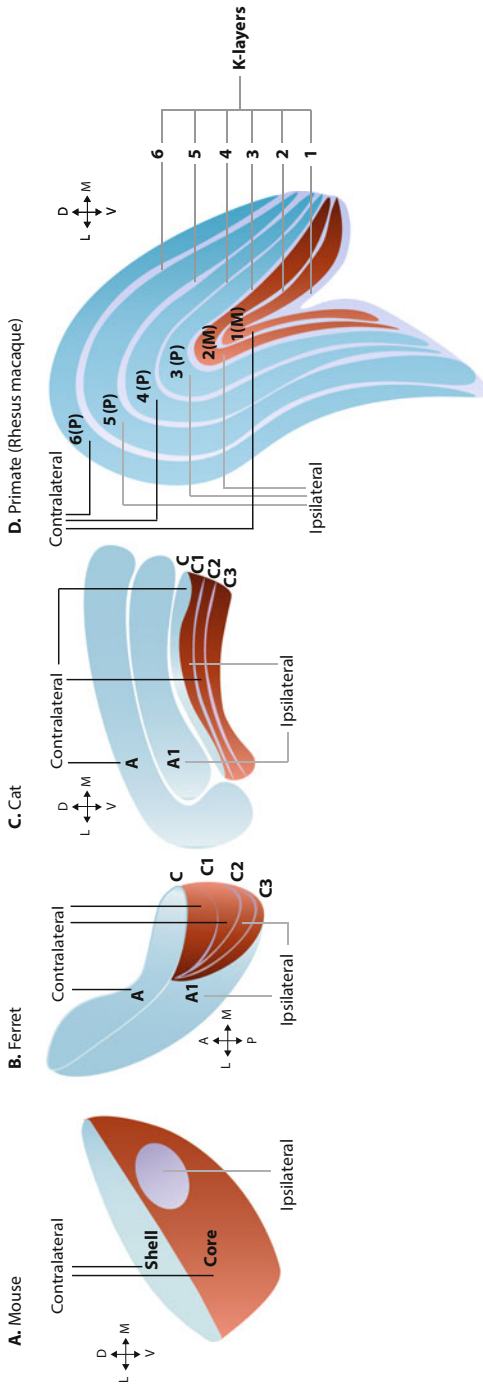 A. Mouse
Contralateral
D
L M
V
Shell
Core
Ipsilateral
B. Ferret
Contralateral
A
A1
C
C1
C2
C3
A
L M
P
Ipsilateral
C. Cat
Contralateral
D
L M
V
A
A1
C
C1
C2
C3
Ipsilateral
D. Primate (Rhesus macaque)
Contralateral
D
L M
V
6(P)
5(P)
4(P)
3(P)
2(M)
1(M)
6
5
4
3
2
1
K-layers
Ipsilateral